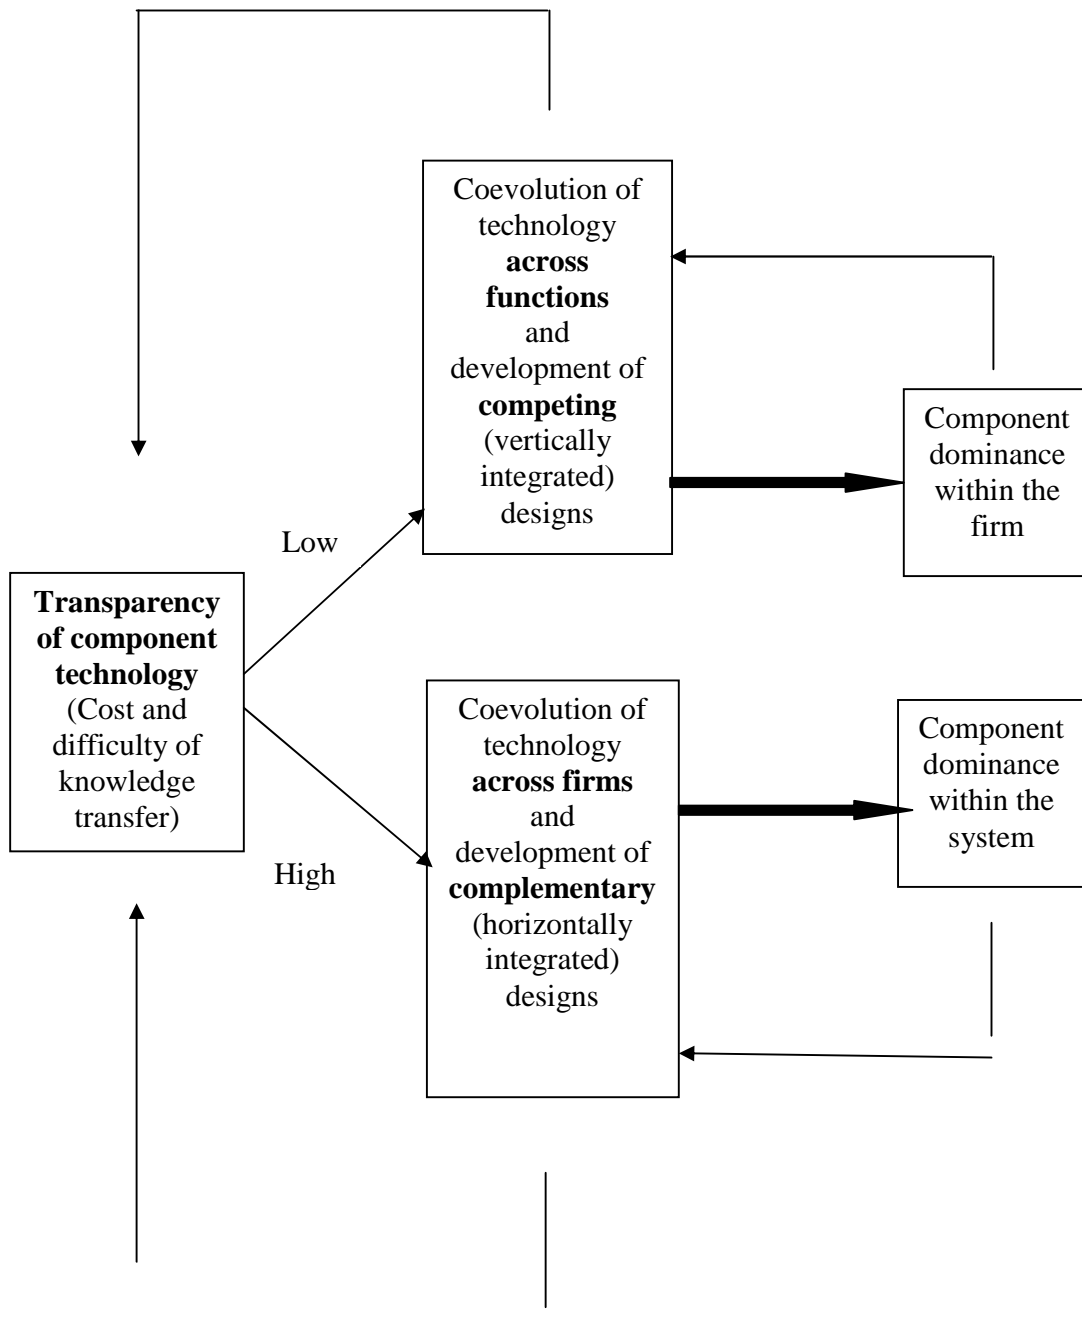 Coevolution of
technology
across
functions
and
development of
competing
(vertically
integrated)
designs
Component
dominance
within the
firm
Low
Transparency
of component
technology
(Cost and
difficulty of
knowledge
transfer)
High
Coevolution of
technology
across firms
and
development of
complementary
(horizontally
integrated)
designs
Component
dominance
within the
system